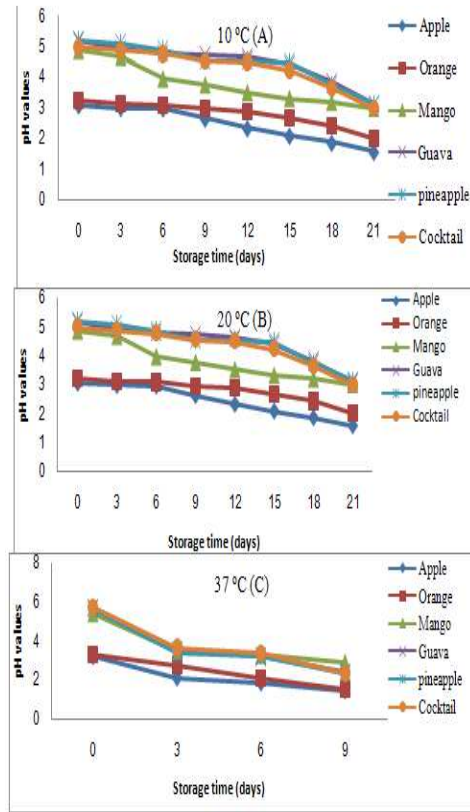 10 ºC (A)
pH values
6
5
4
3
2
1
0
0 3 6 9 12 15 18 21
Storage time (days)
Apple
Orange
Mango
Guava
pineapple
Cocktail
20 ºC (B)
pH values
6
5
4
3
2
1
0
0 3 6 9 12 15 18 21
Storage time (days)
Apple
Orange
Mango
Guava
pineapple
Cocktail
37 ºC (C)
pH values
8
6
4
2
0
0 3 6 9
Storage time (days)
Apple
Orange
Mango
Guava
pineapple
Cocktail